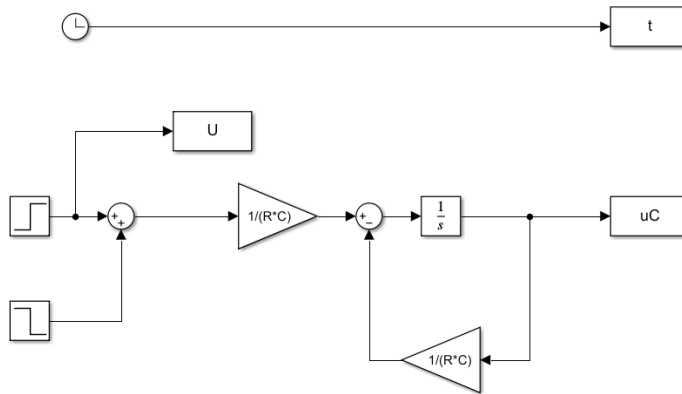 t
U
+
+
1/(R*C)
+
−
1
s
uC
1/(R*C)